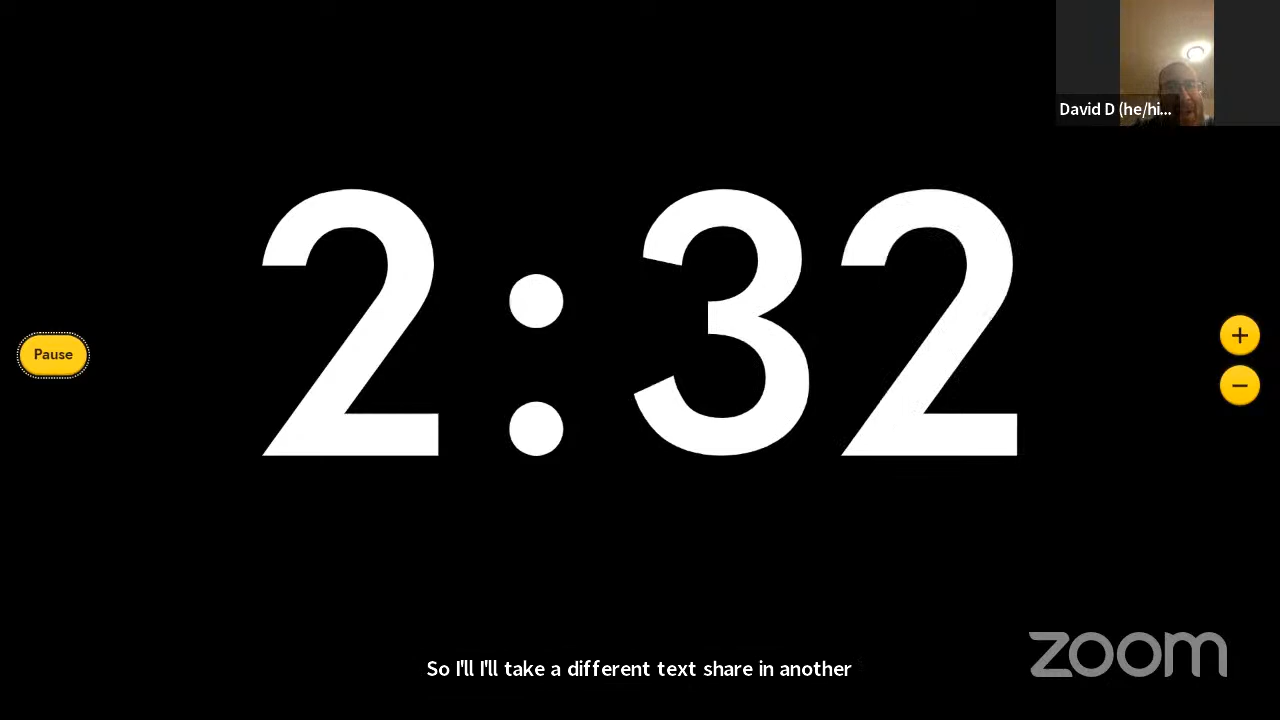 David D (he/hi...
2:32
Pause
+
−
So I'll I'll take a different text share in another
zoom